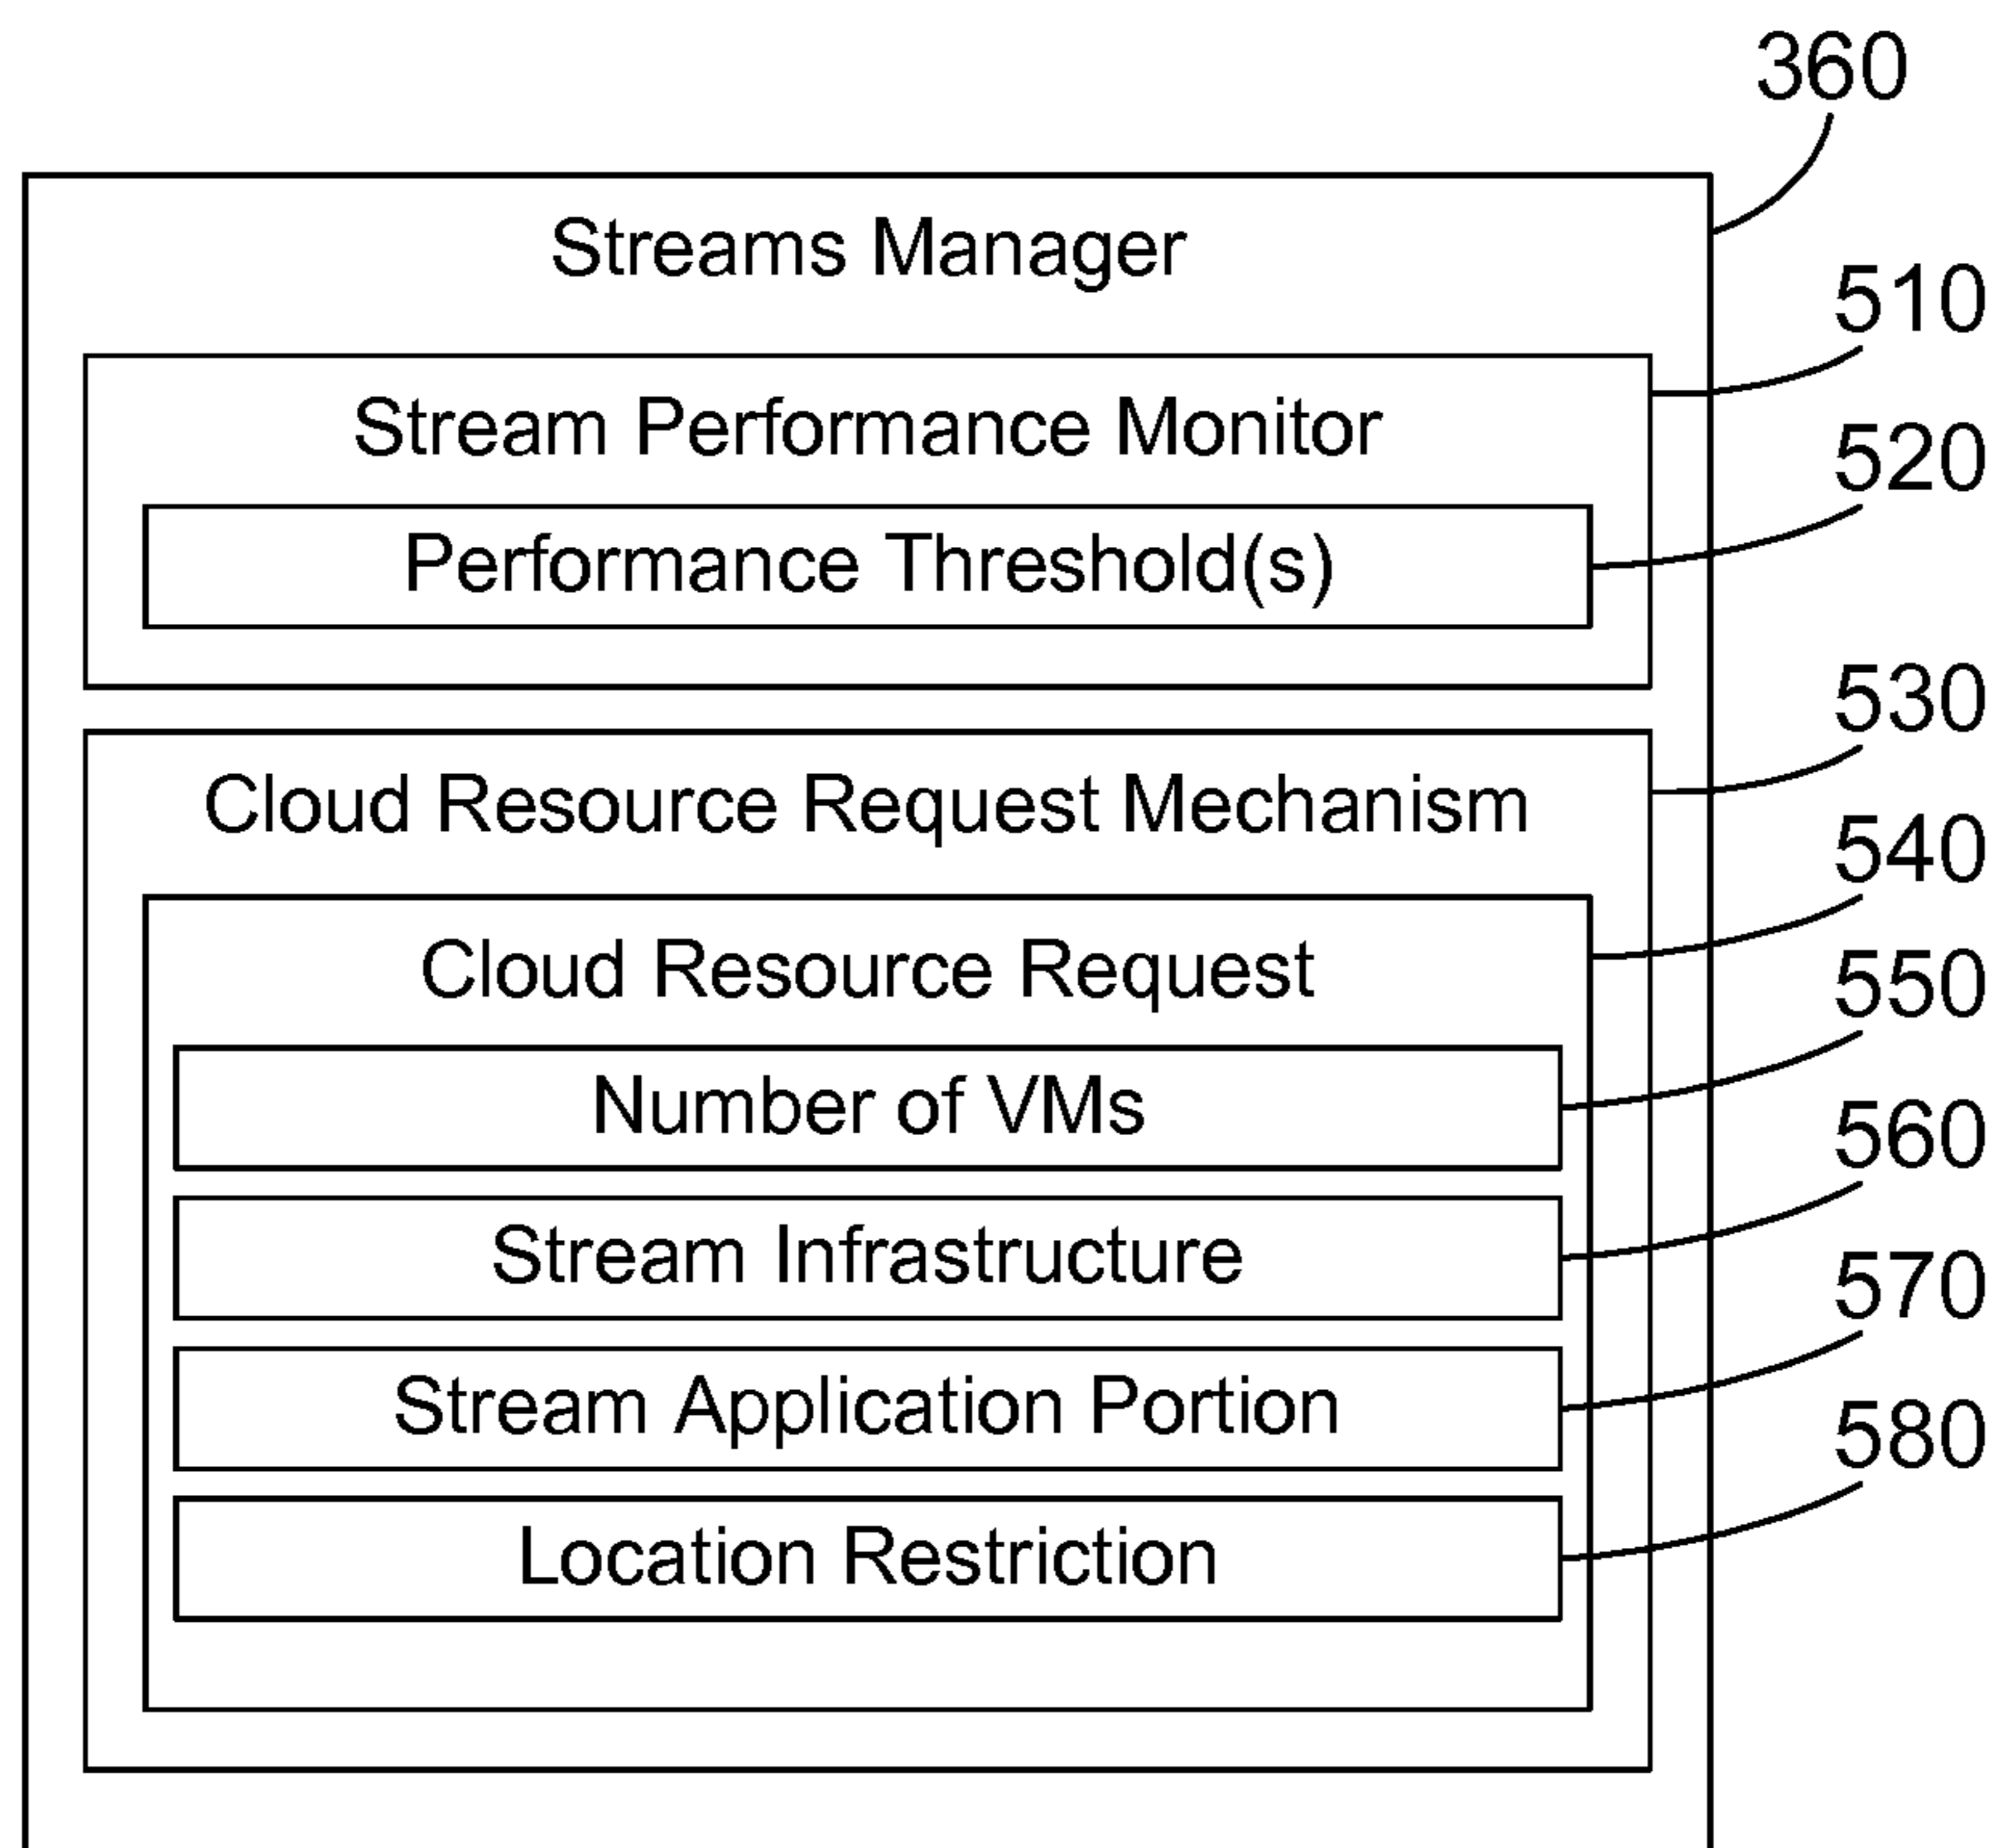 360
Streams Manager
510
Stream Performance Monitor
520
Performance Threshold(s)
530
Cloud Resource Request Mechanism
540
Cloud Resource Request
550
Number of VMs
560
Stream Infrastructure
570
Stream Application Portion
580
Location Restriction